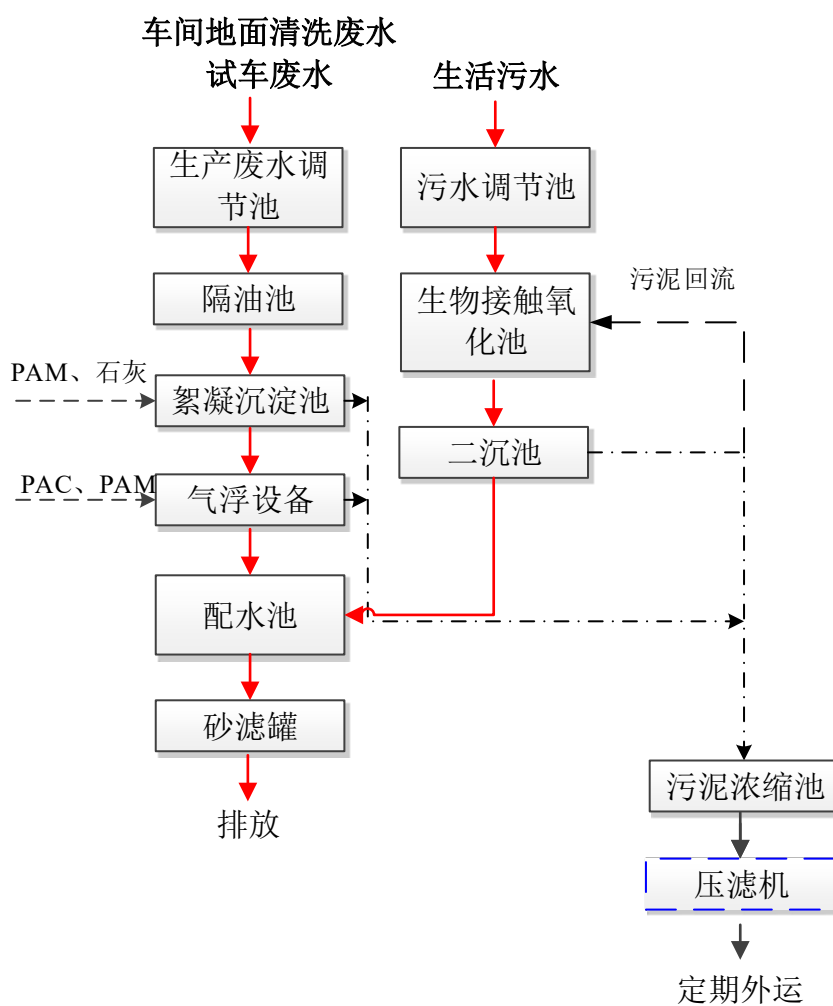 车间地面清洗废水
试车废水
生活污水
生产废水调
节池
污水调节池
隔油池
生物接触氧
化池
污泥回流
PAM、石灰
絮凝沉淀池
二沉池
PAC、PAM
气浮设备
配水池
砂滤罐
污泥浓缩池
排放
压滤机
定期外运